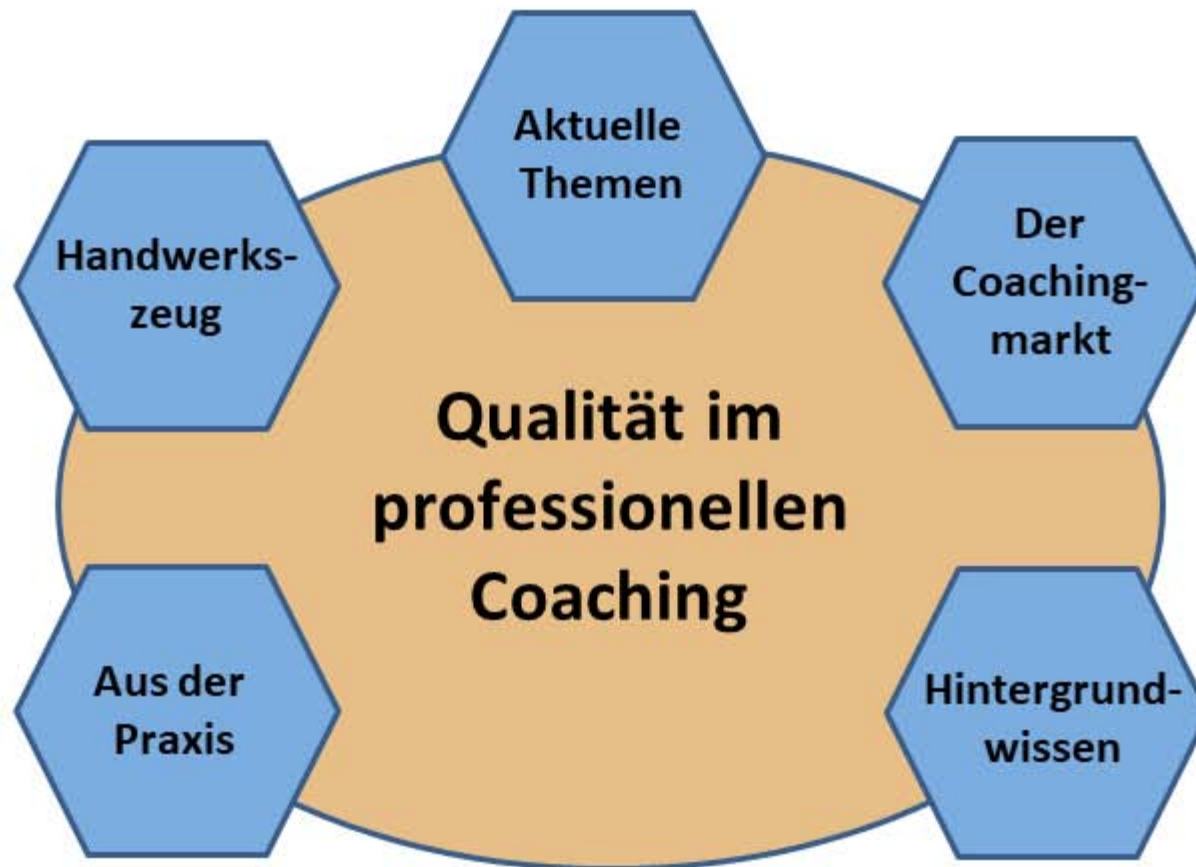 Aktuelle
Themen
Handwerks-
zeug
Der
Coaching-
markt
Qualität im
professionellen
Coaching
Aus der
Praxis
Hintergrund-
wissen